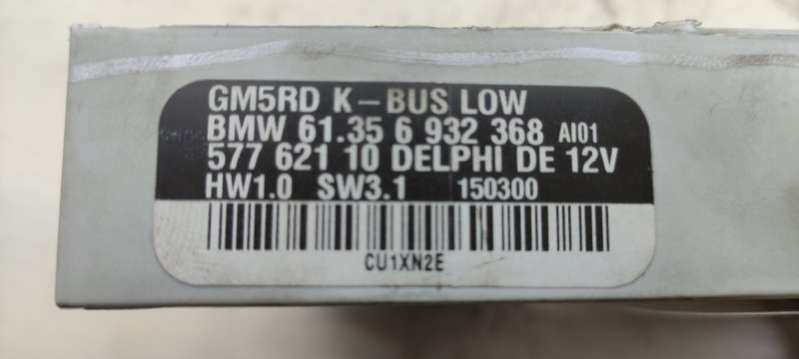 GM5RD K-BUS LOW
BMW 61.35 6 932 368 AI01
577 621 10 DELPHI DE 12V
HW1.0 SW3.1 150300
CU1XN2E